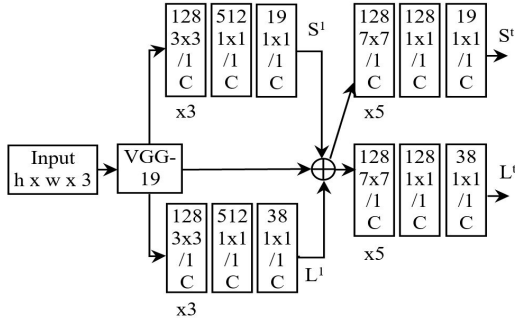 128 3x3 /1 C
512 1x1 /1 C
19 1x1 /1 C
x3
S¹
128 7x7 /1 C
128 1x1 /1 C
19 1x1 /1 C
x5
Sᵗ
Input
h x w x 3
VGG-
19
128 3x3 /1 C
512 1x1 /1 C
38 1x1 /1 C
x3
L¹
128 7x7 /1 C
128 1x1 /1 C
38 1x1 /1 C
x5
Lᵗ